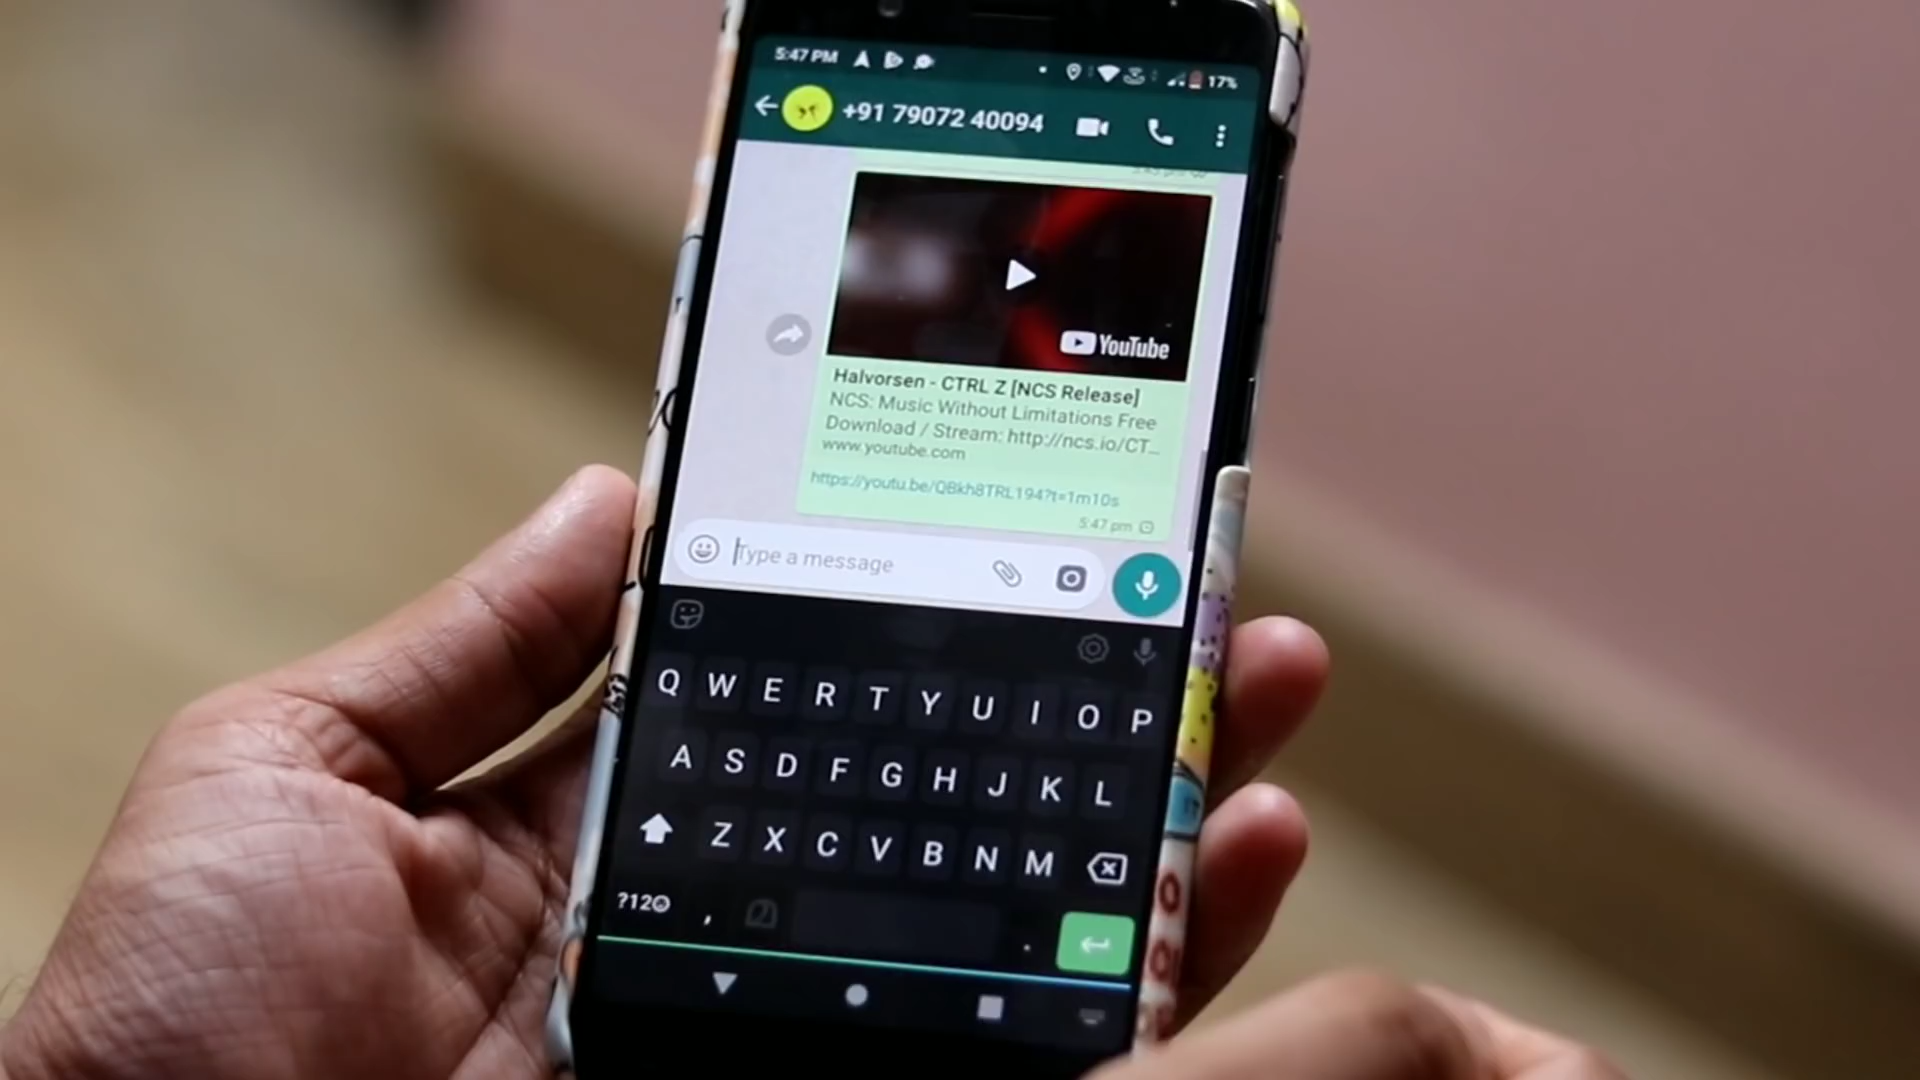 5:47 PM
17%
+91 79072 40094
YouTube
Halvorsen - CTRL Z [NCS Release]
NCS: Music Without Limitations Free
Download / Stream: http://ncs.io/CT...
www.youtube.com
https://youtu.be/QBkh8TRL194?t=1m10s
5:47 pm
Type a message
Q W E R T Y U I O P
A S D F G H J K L
Z X C V B N M
?12☺ , .